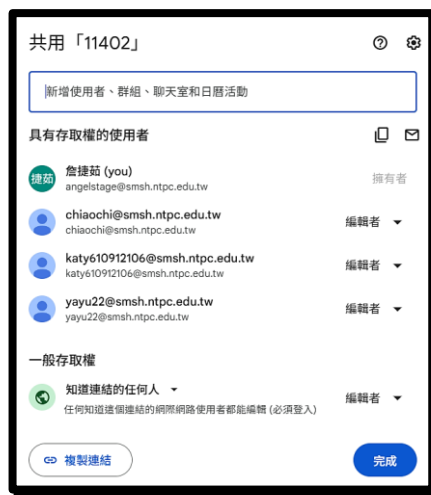 共用「11402」
新增使用者、群組、聊天室和日曆活動
具有存取權的使用者
捷茹
詹捷茹 (you)
angelstage@smsh.ntpc.edu.tw
擁有者
chiaochi@smsh.ntpc.edu.tw
chiaochi@smsh.ntpc.edu.tw
編輯者
katy610912106@smsh.ntpc.edu.tw
katy610912106@smsh.ntpc.edu.tw
編輯者
yayu22@smsh.ntpc.edu.tw
yayu22@smsh.ntpc.edu.tw
編輯者
一般存取權
知道連結的任何人
任何知道這個連結的網際網路使用者都能編輯 (必須登入)
編輯者
複製連結
完成